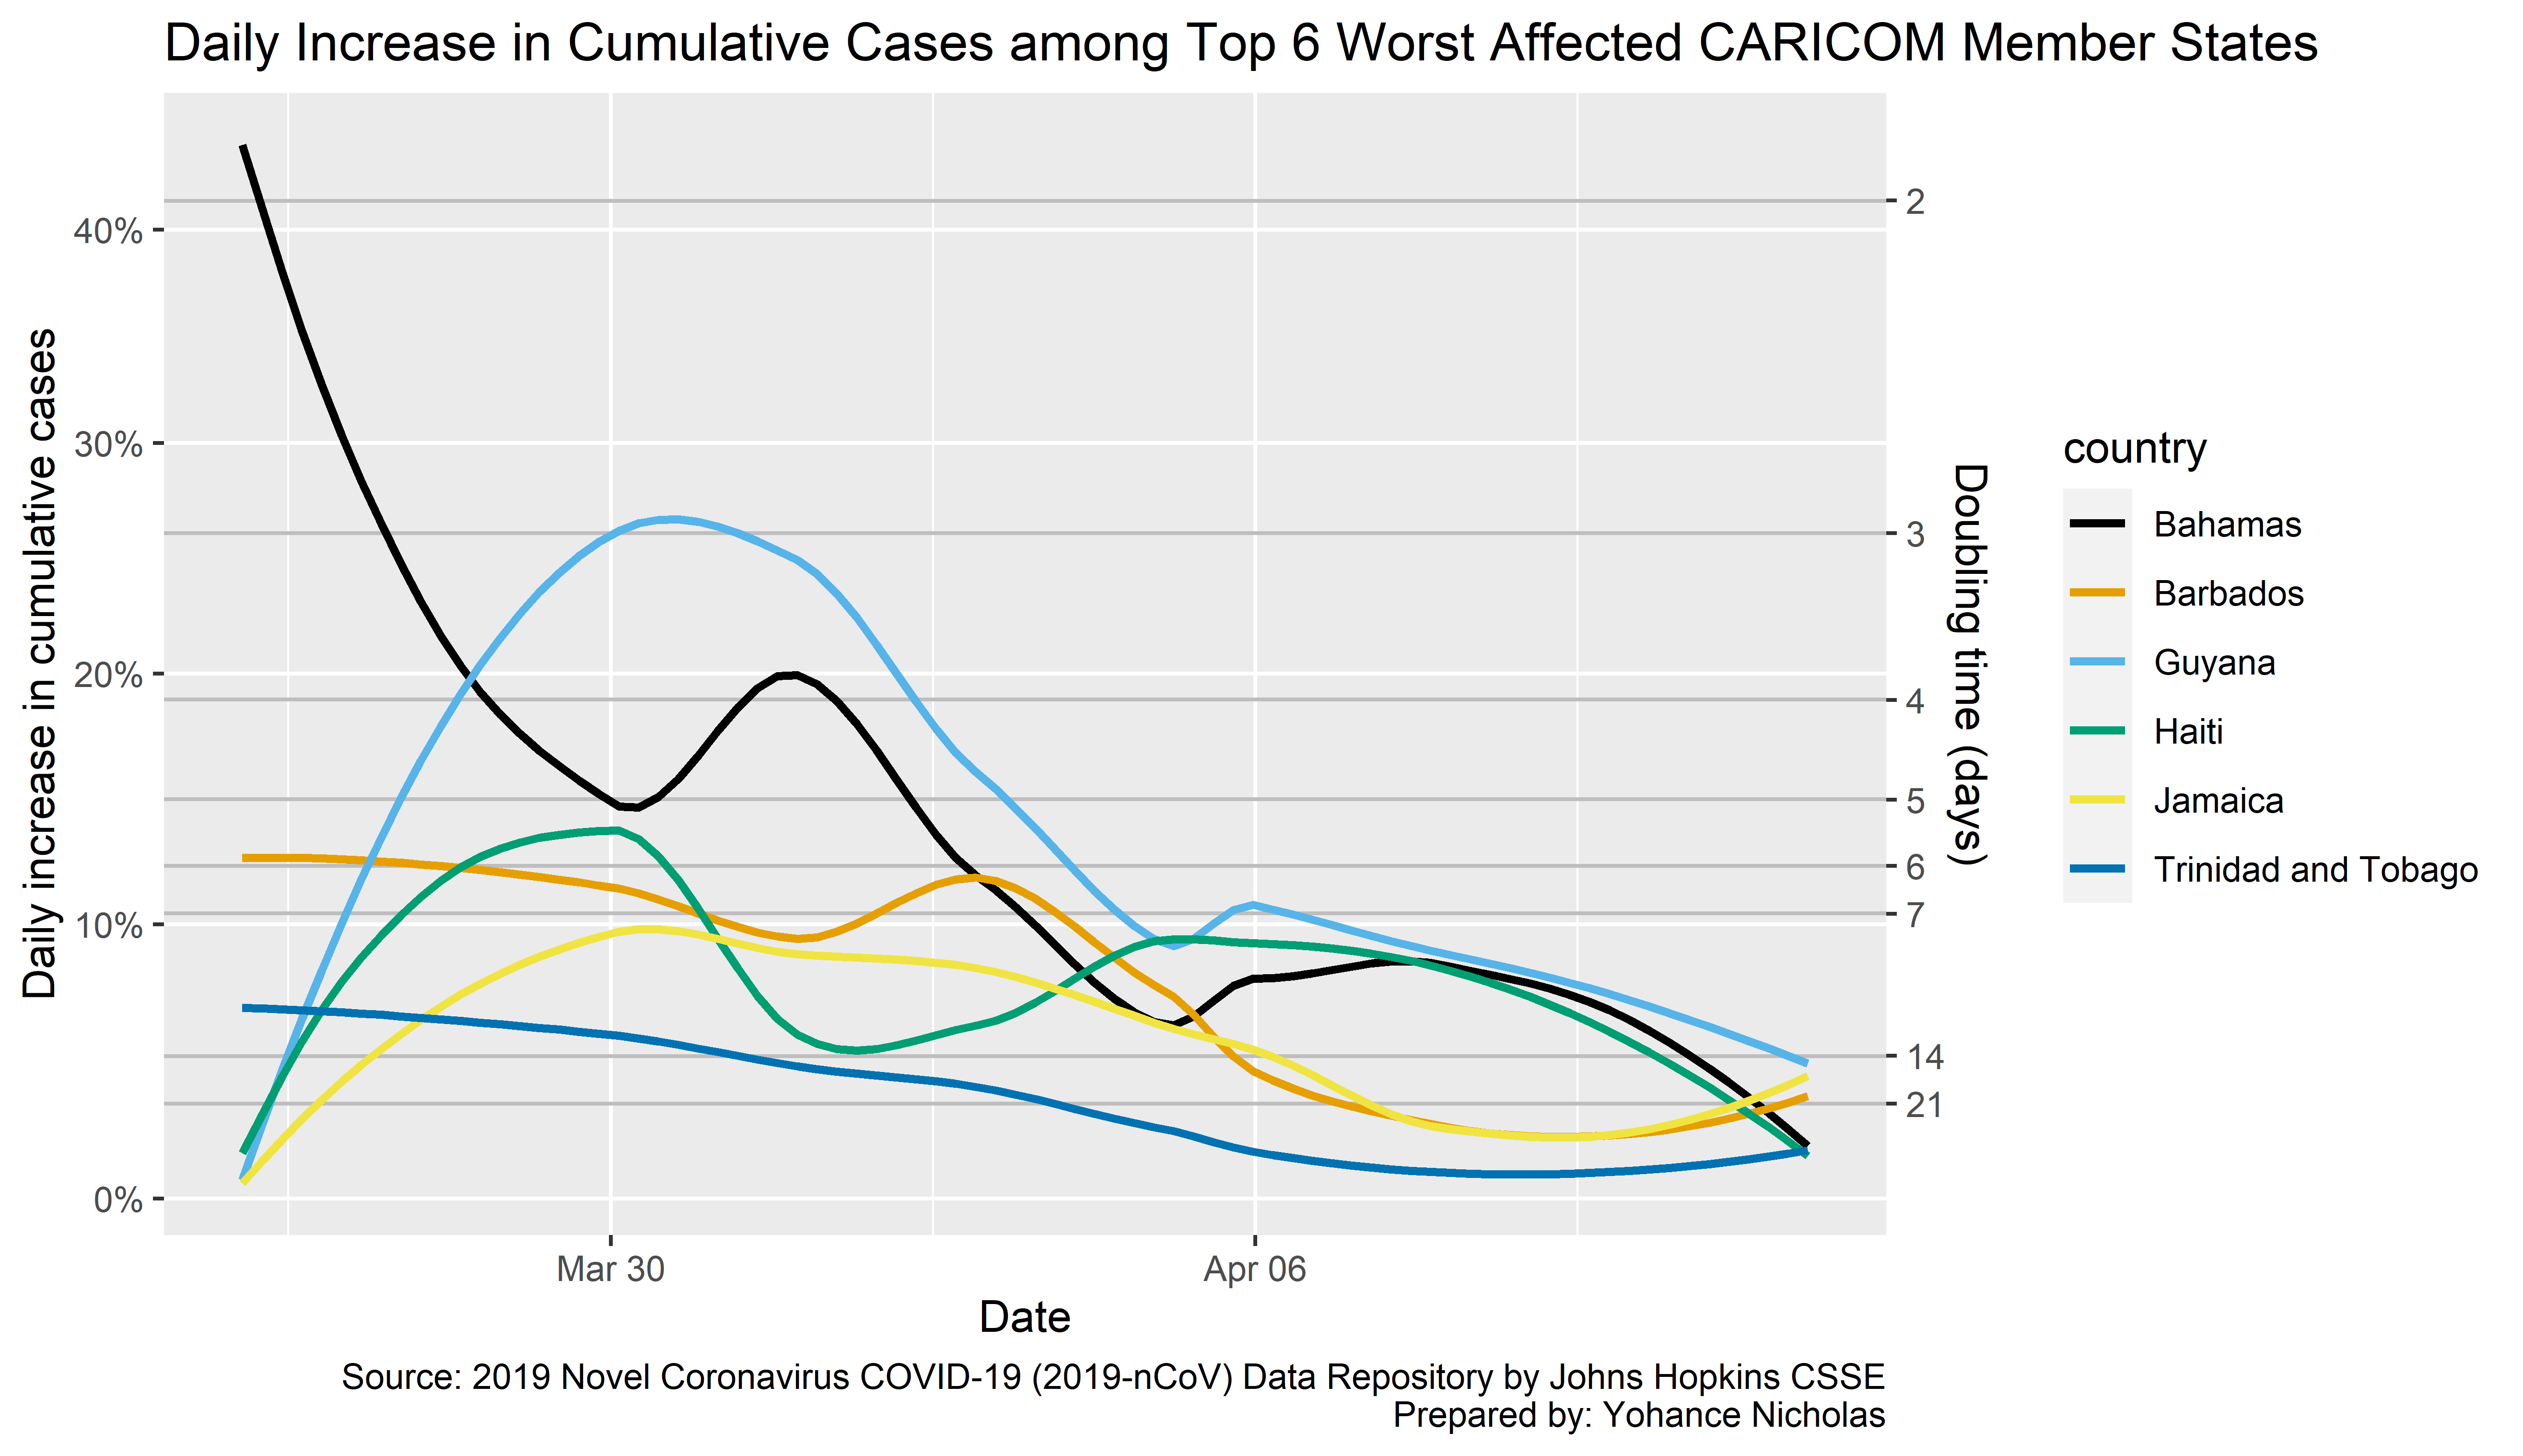 Daily Increase in Cumulative Cases among Top 6 Worst Affected CARICOM Member States
Daily increase in cumulative cases
40%
30%
20%
10%
0%
2
3
4
5
6
7
14
21
Doubling time (days)
country
Bahamas
Barbados
Guyana
Haiti
Jamaica
Trinidad and Tobago
Mar 30
Apr 06
Date
Source: 2019 Novel Coronavirus COVID-19 (2019-nCoV) Data Repository by Johns Hopkins CSSE
Prepared by: Yohance Nicholas